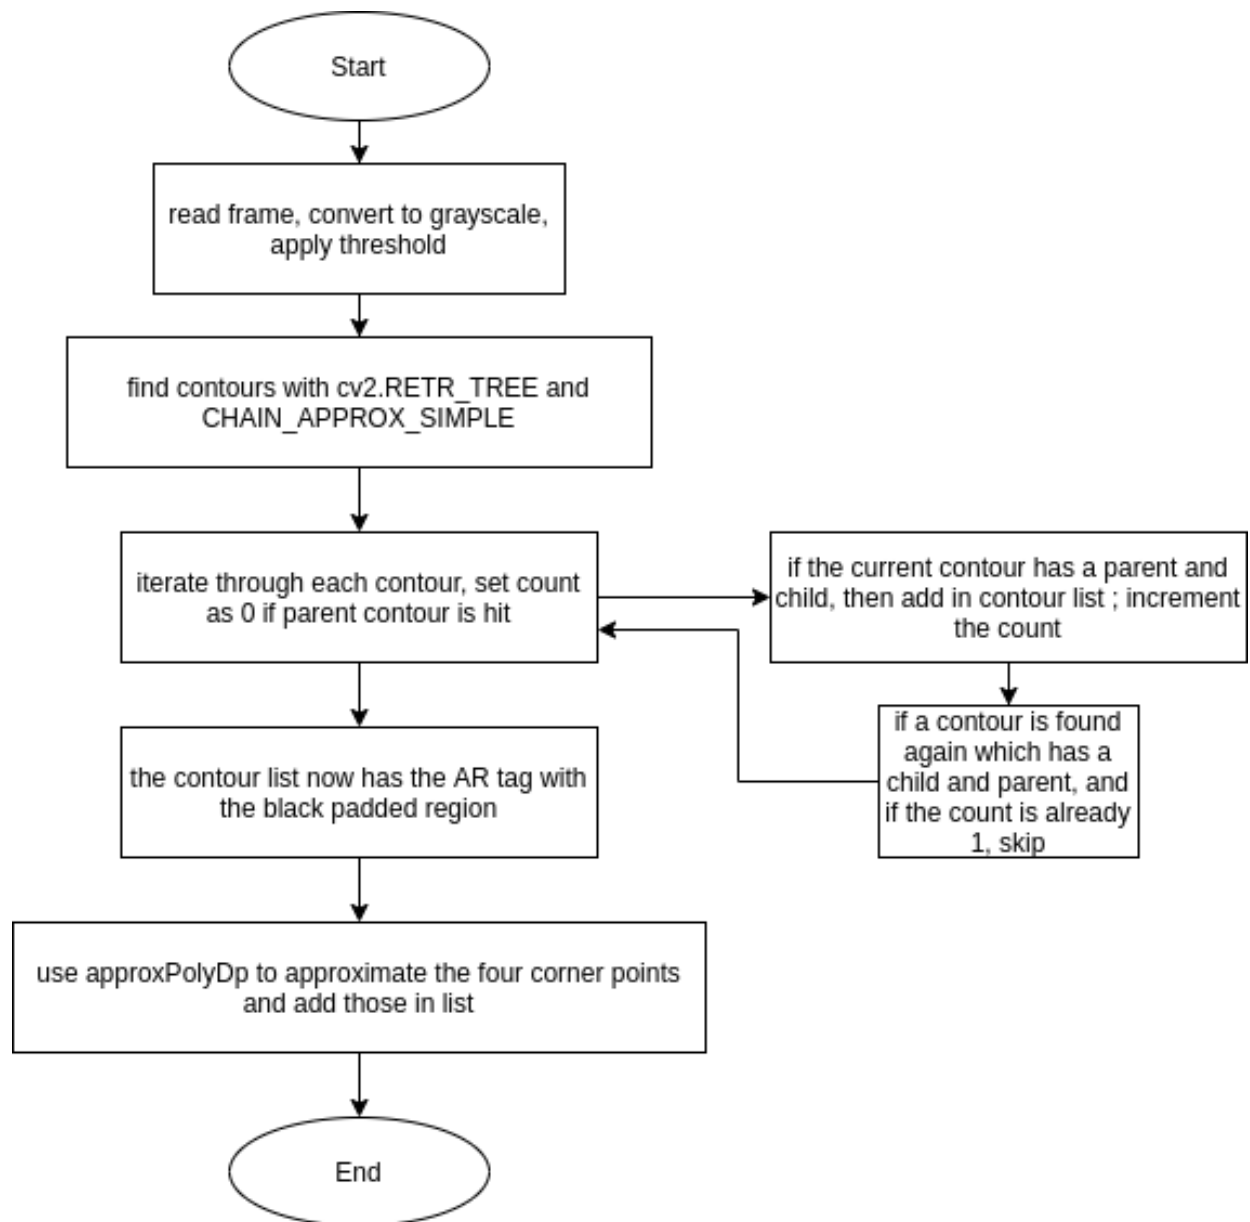 Start
read frame, convert to grayscale,
apply threshold
find contours with cv2.RETR_TREE and
CHAIN_APPROX_SIMPLE
iterate through each contour, set count
as 0 if parent contour is hit
if the current contour has a parent and
child, then add in contour list ; increment
the count
if a contour is found
again which has a
child and parent, and
if the count is already
1, skip
the contour list now has the AR tag with
the black padded region
use approxPolyDp to approximate the four corner points
and add those in list
End